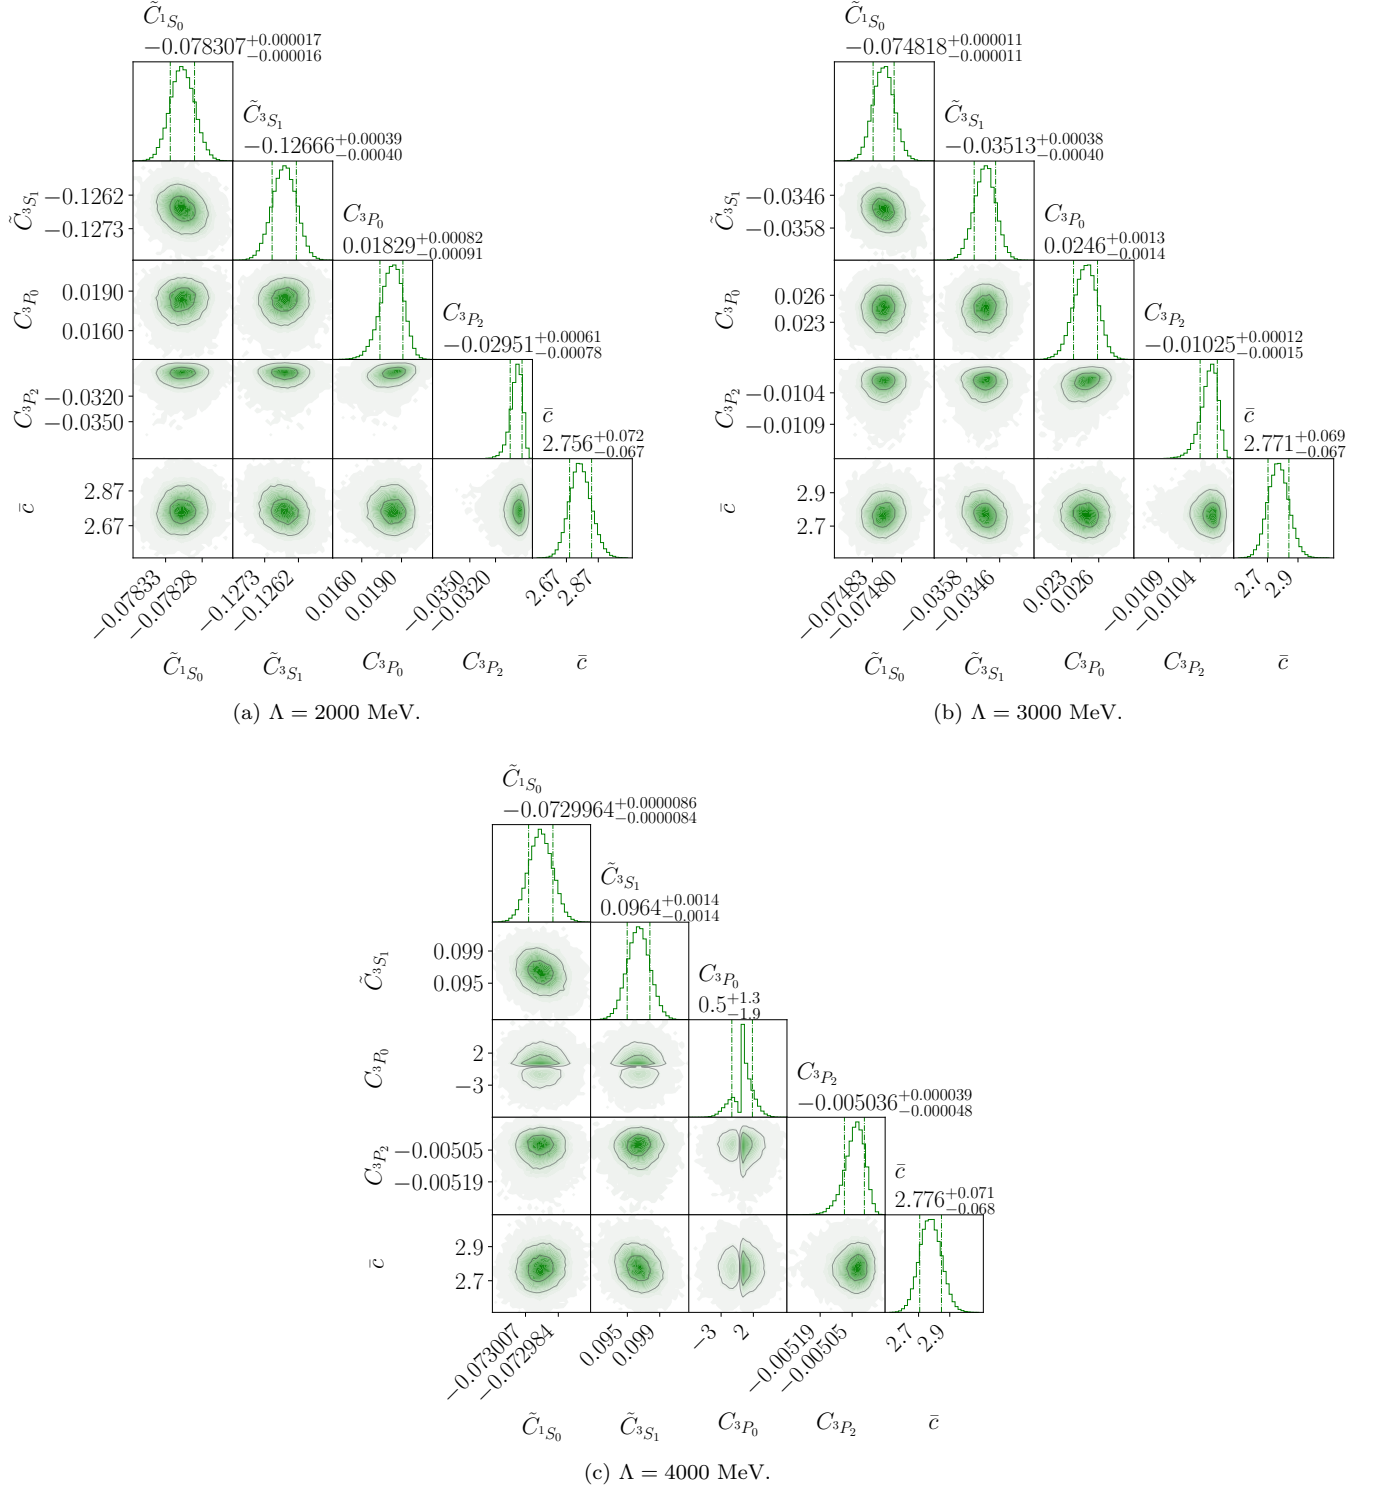 C̃¹S₀
−0.078307+0.000017−0.000016
C̃³S₁
−0.12666+0.00039−0.00040
C³P₀
0.01829+0.00082−0.00091
C³P₂
−0.02951+0.00061−0.00078
c̄
2.756+0.072−0.067
C̃³S₁
−0.1262
−0.1273
C³P₀
0.0190
0.0160
C³P₂
−0.0320
−0.0350
c̄
2.87
2.67
−0.07833 −0.07828 −0.1273 −0.1262 0.0160 0.0190 −0.0350 −0.0320 2.67 2.87
C̃¹S₀ C̃³S₁ C³P₀ C³P₂ c̄
(a) Λ = 2000 MeV.
C̃¹S₀
−0.074818+0.000011−0.000011
C̃³S₁
−0.03513+0.00038−0.00040
C³P₀
0.0246+0.0013−0.0014
C³P₂
−0.01025+0.00012−0.00015
c̄
2.771+0.069−0.067
C̃³S₁
−0.0346
−0.0358
C³P₀
0.026
0.023
C³P₂
−0.0104
−0.0109
c̄
2.9
2.7
−0.07483 −0.07480 −0.0358 −0.0346 0.023 0.026 −0.0109 −0.0104 2.7 2.9
C̃¹S₀ C̃³S₁ C³P₀ C³P₂ c̄
(b) Λ = 3000 MeV.
C̃¹S₀
−0.0729964+0.0000086−0.0000084
C̃³S₁
0.0964+0.0014−0.0014
C³P₀
0.5+1.3−1.9
C³P₂
−0.005036+0.000039−0.000048
c̄
2.776+0.071−0.068
C̃³S₁
0.099
0.095
C³P₀
2
−3
C³P₂
−0.00505
−0.00519
c̄
2.9
2.7
−0.073007 −0.072984 0.095 0.099 −3 2 −0.00519 −0.00505 2.7 2.9
C̃¹S₀ C̃³S₁ C³P₀ C³P₂ c̄
(c) Λ = 4000 MeV.